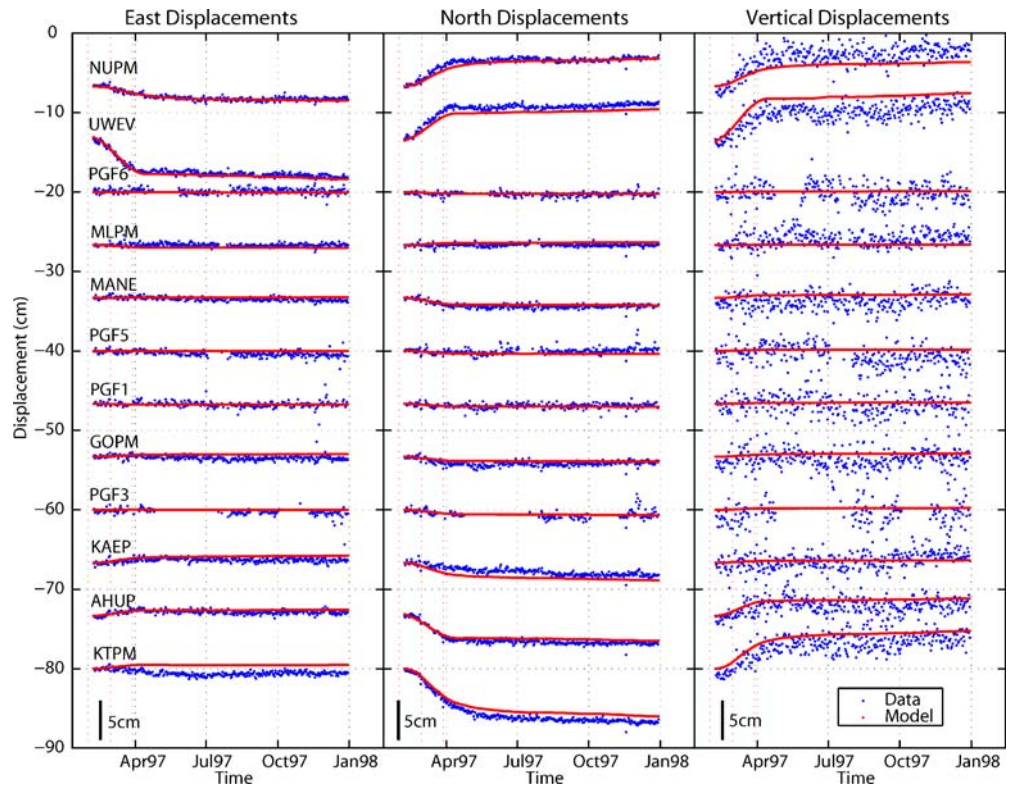 East Displacements North Displacements Vertical Displacements
Displacement (cm)
0
−10
−20
−30
−40
−50
−60
−70
−80
−90
NUPM
UWEV
PGF6
MLPM
MANE
PGF5
PGF1
GOPM
PGF3
KAEP
AHUP
KTPM
5cm 5cm 5cm
Data
Model
Apr97 Jul97 Oct97 Jan98 Apr97 Jul97 Oct97 Jan98 Apr97 Jul97 Oct97 Jan98
Time Time Time